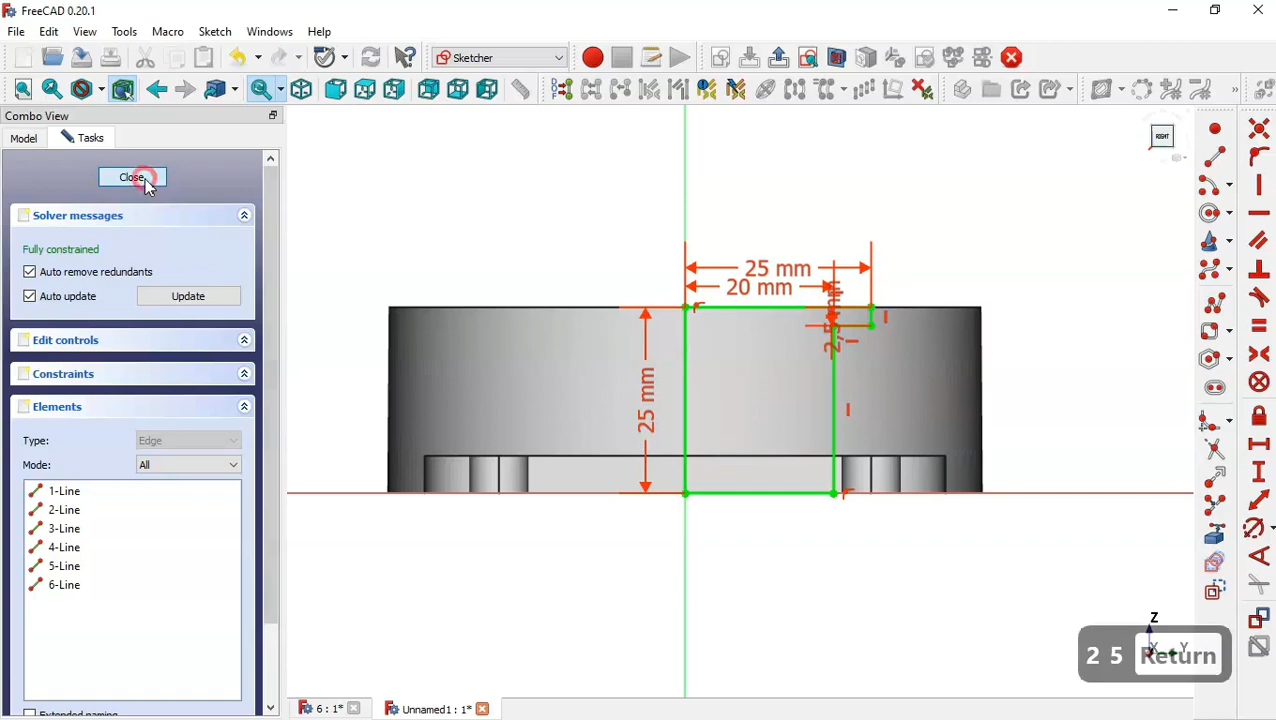 FreeCAD 0.20.1
File Edit View Tools Macro Sketch Windows Help
Sketcher
Combo View
Model Tasks
Close
Solver messages
Fully constrained
Auto remove redundants
Auto update Update
Edit controls
Constraints
Elements
Type: Edge
Mode: All
1-Line
2-Line
3-Line
4-Line
5-Line
6-Line
Extended naming
RIGHT
25 mm
20 mm
25 mm
Z
X Y
2 5 Return
6 : 1*
Unnamed1 : 1*